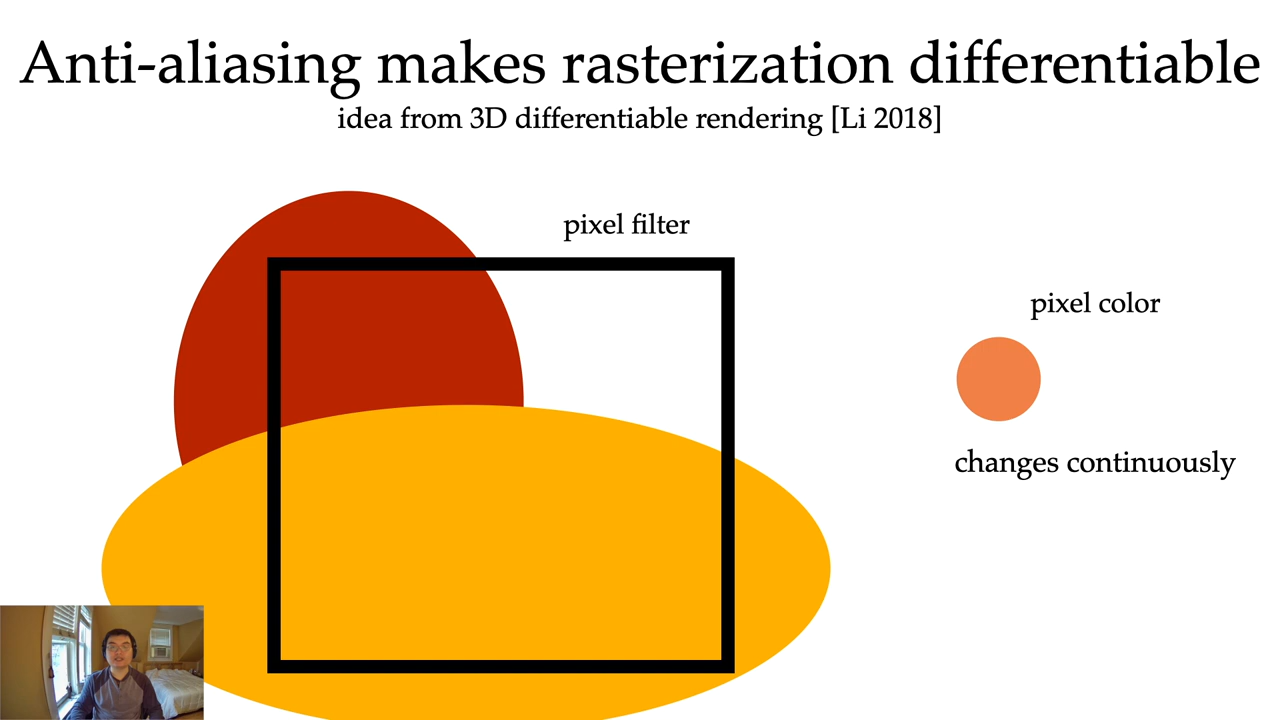 Anti-aliasing makes rasterization differentiable
idea from 3D differentiable rendering [Li 2018]
pixel filter
pixel color
changes continuously